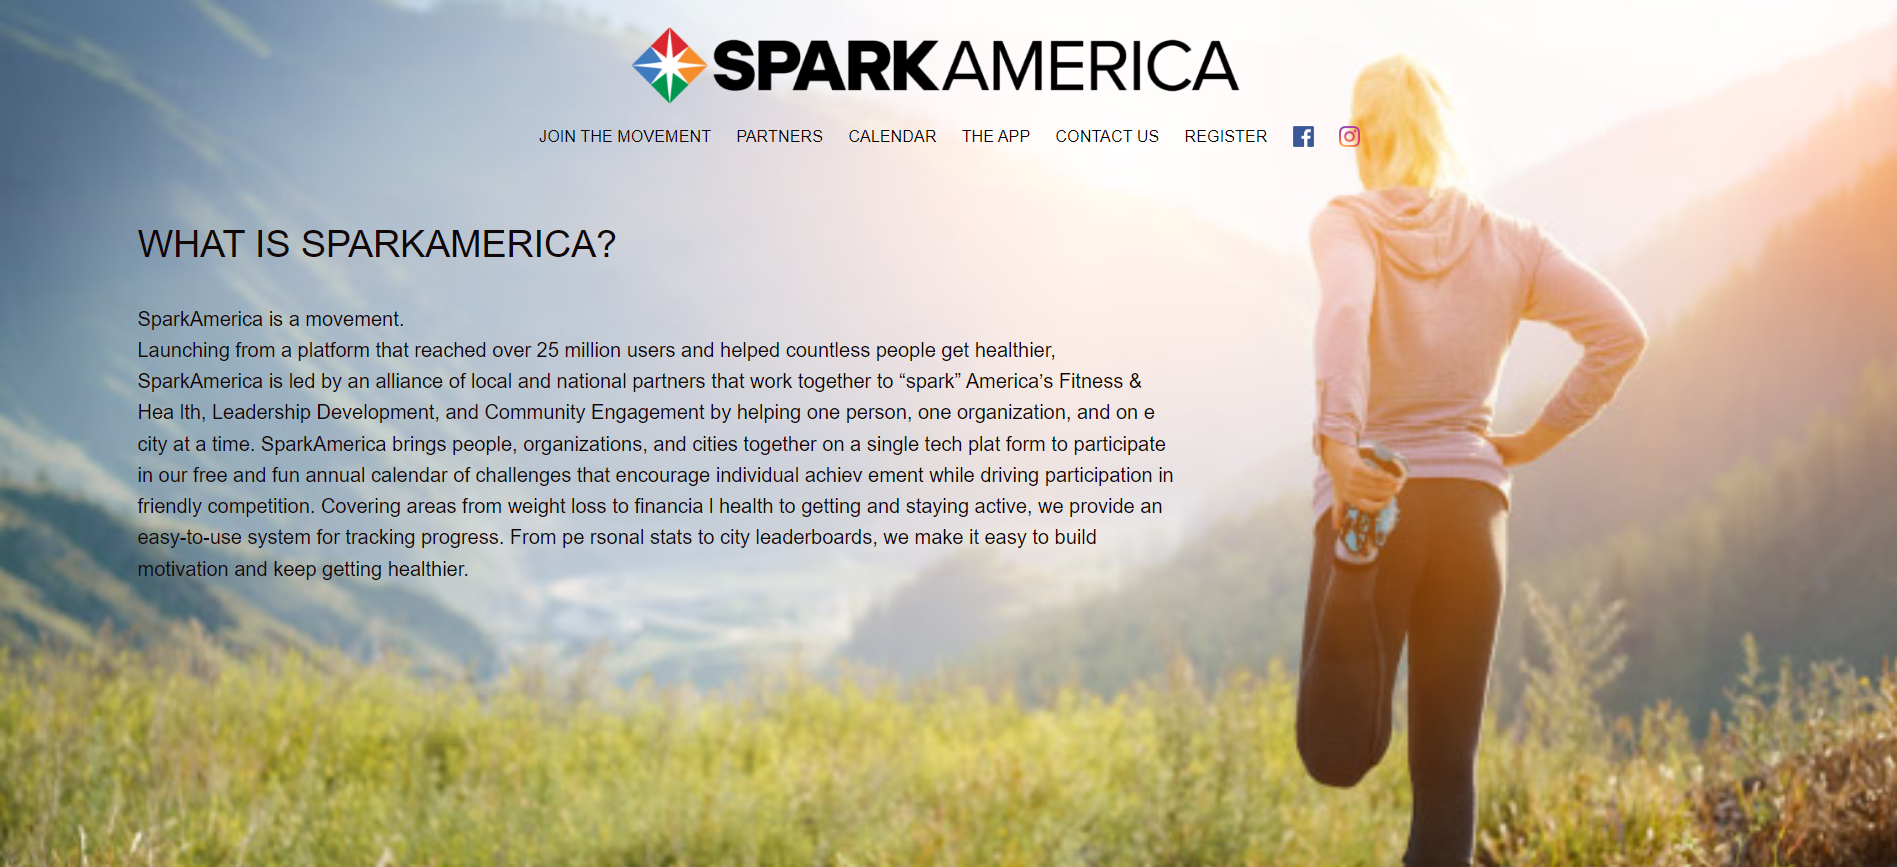 SPARKAMERICA
JOIN THE MOVEMENT PARTNERS CALENDAR THE APP CONTACT US REGISTER
WHAT IS SPARKAMERICA?
SparkAmerica is a movement.
Launching from a platform that reached over 25 million users and helped countless people get healthier,
SparkAmerica is led by an alliance of local and national partners that work together to “spark” America’s Fitness &
Hea lth, Leadership Development, and Community Engagement by helping one person, one organization, and on e
city at a time. SparkAmerica brings people, organizations, and cities together on a single tech plat form to participate
in our free and fun annual calendar of challenges that encourage individual achiev ement while driving participation in
friendly competition. Covering areas from weight loss to financia l health to getting and staying active, we provide an
easy-to-use system for tracking progress. From pe rsonal stats to city leaderboards, we make it easy to build
motivation and keep getting healthier.